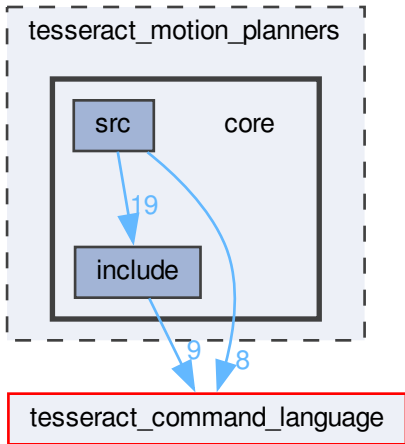 tesseract_motion_planners
src
core
19
include
9
8
tesseract_command_language